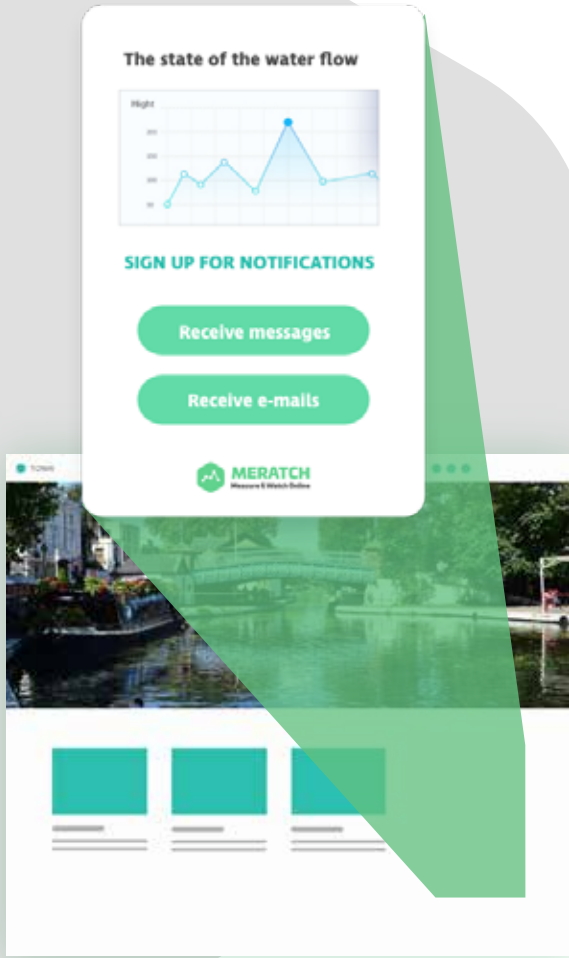 The state of the water flow
Hight
SIGN UP FOR NOTIFICATIONS
Receive messages
Receive e-mails
MERATCH
Measure & Watch Online
TOWN